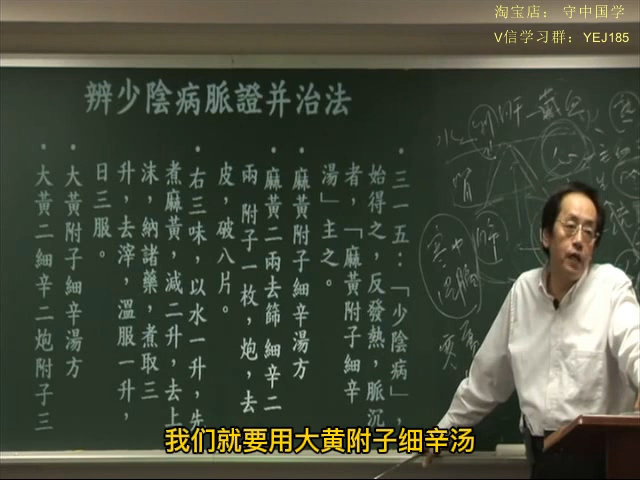 淘宝店： 守中国学
V信学习群：YEJ185
辨少陰病脈證并治法
・三一五：「少陰病」，
始得之，反發熱，脈沉
者，「麻黃附子細辛
湯」主之。
・麻黃附子細辛湯方
・麻黃二兩去篩 細辛二
兩 附子一枚，炮，去
皮，破八片。
・右三味，以水一升，先
煮麻黃，減二升，去上
沫，納諸藥，煮取三
升，去滓，溫服一升，
日三服。
・大黃附子細辛湯方
・大黃二細辛二炮附子三
我们就要用大黄附子细辛汤